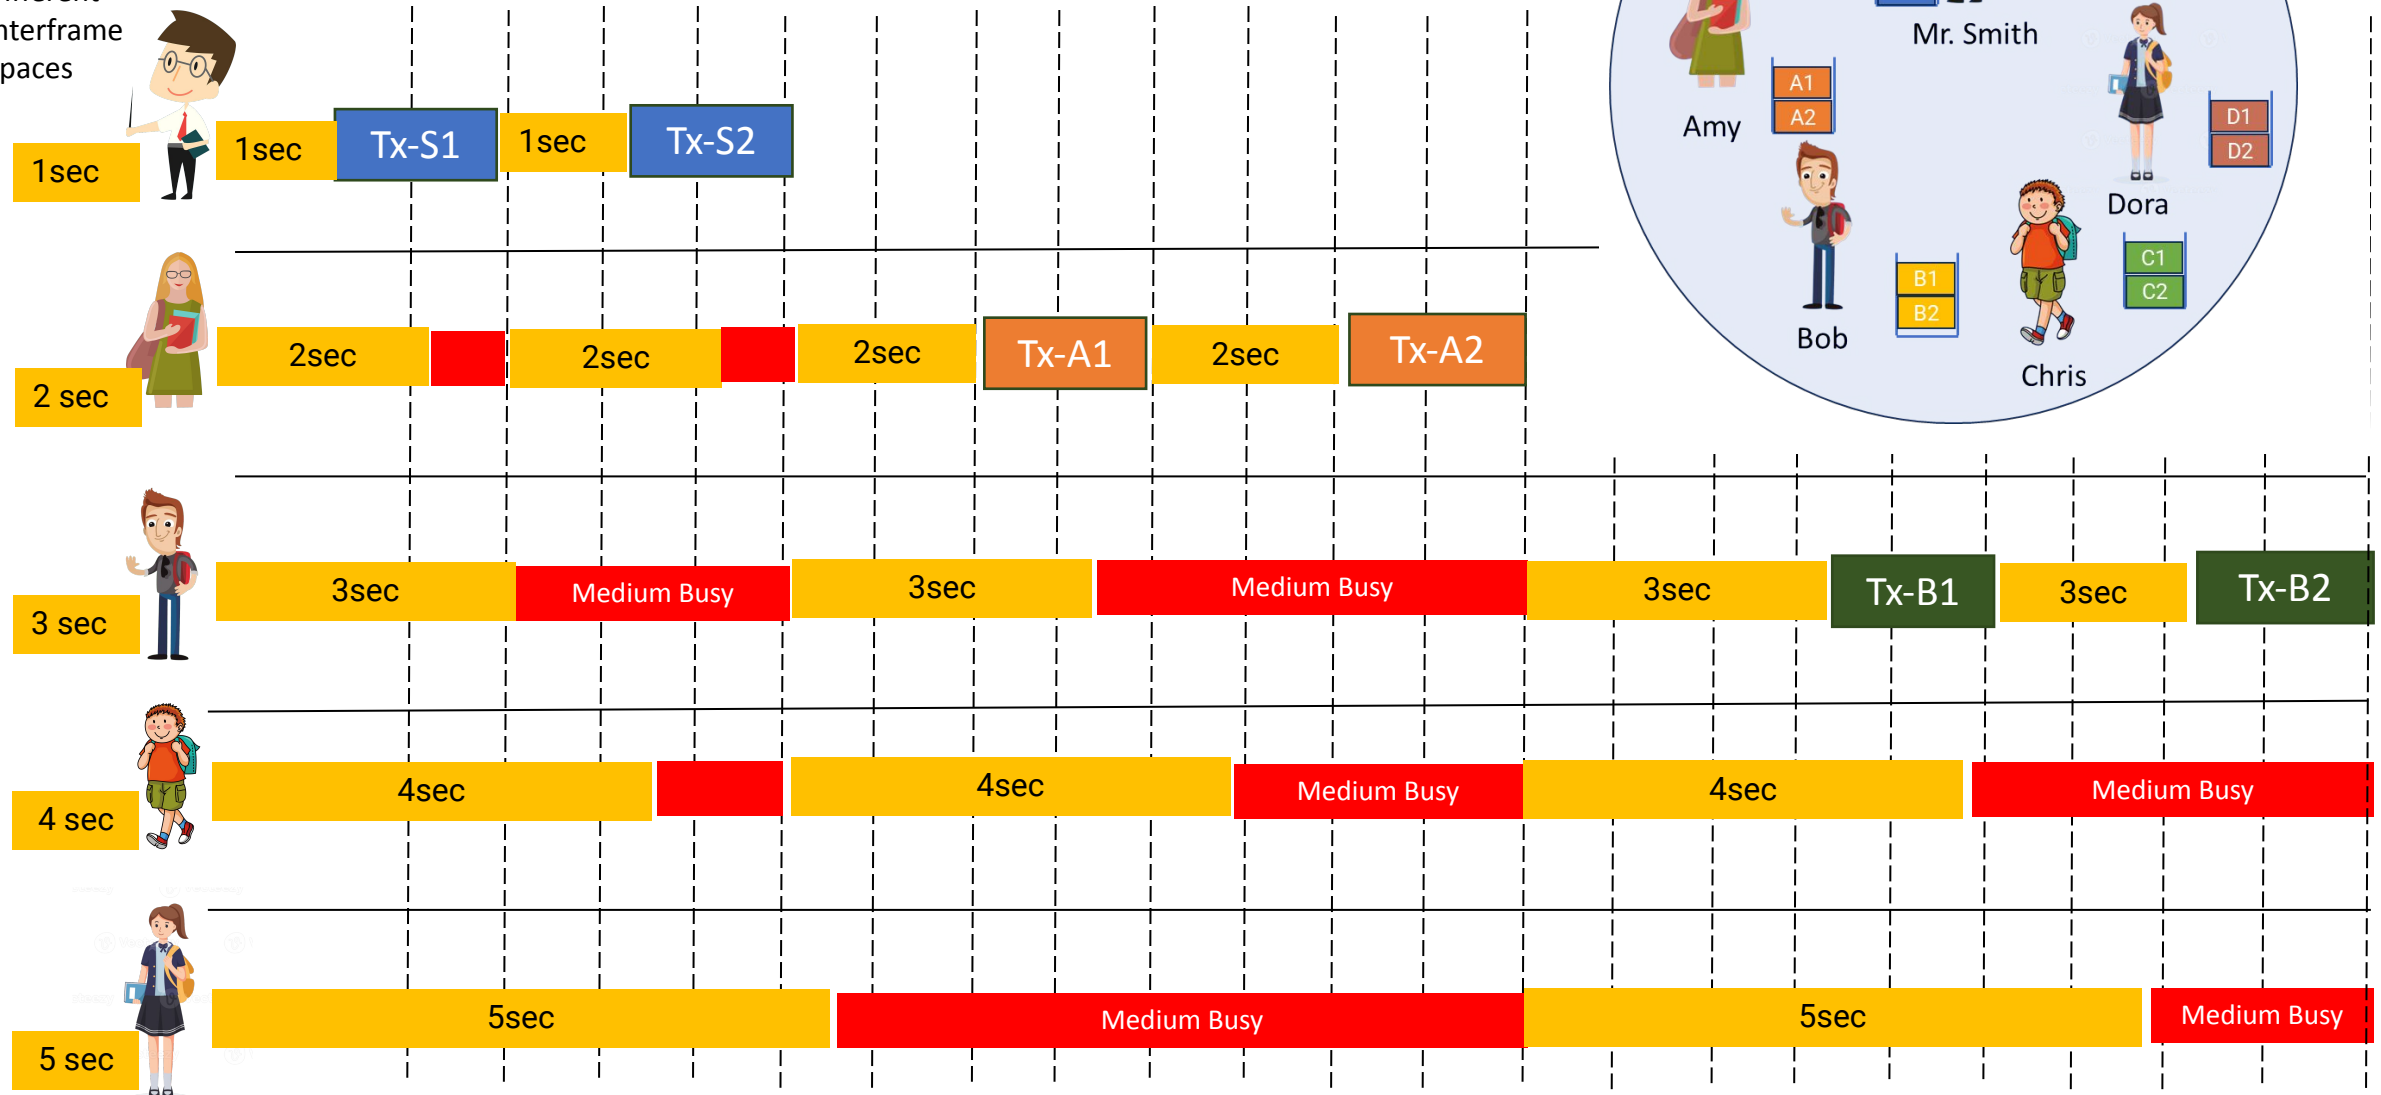 nterframe
paces
1sec
1sec
Tx-S1
1sec
Tx-S2
Mr. Smith
A1
A2
Amy
D1
D2
Dora
B1
B2
Bob
C1
C2
Chris
2 sec
2sec
2sec
2sec
Tx-A1
2sec
Tx-A2
3 sec
3sec
Medium Busy
3sec
Medium Busy
3sec
Tx-B1
3sec
Tx-B2
4 sec
4sec
4sec
Medium Busy
4sec
Medium Busy
5 sec
5sec
Medium Busy
5sec
Medium Busy